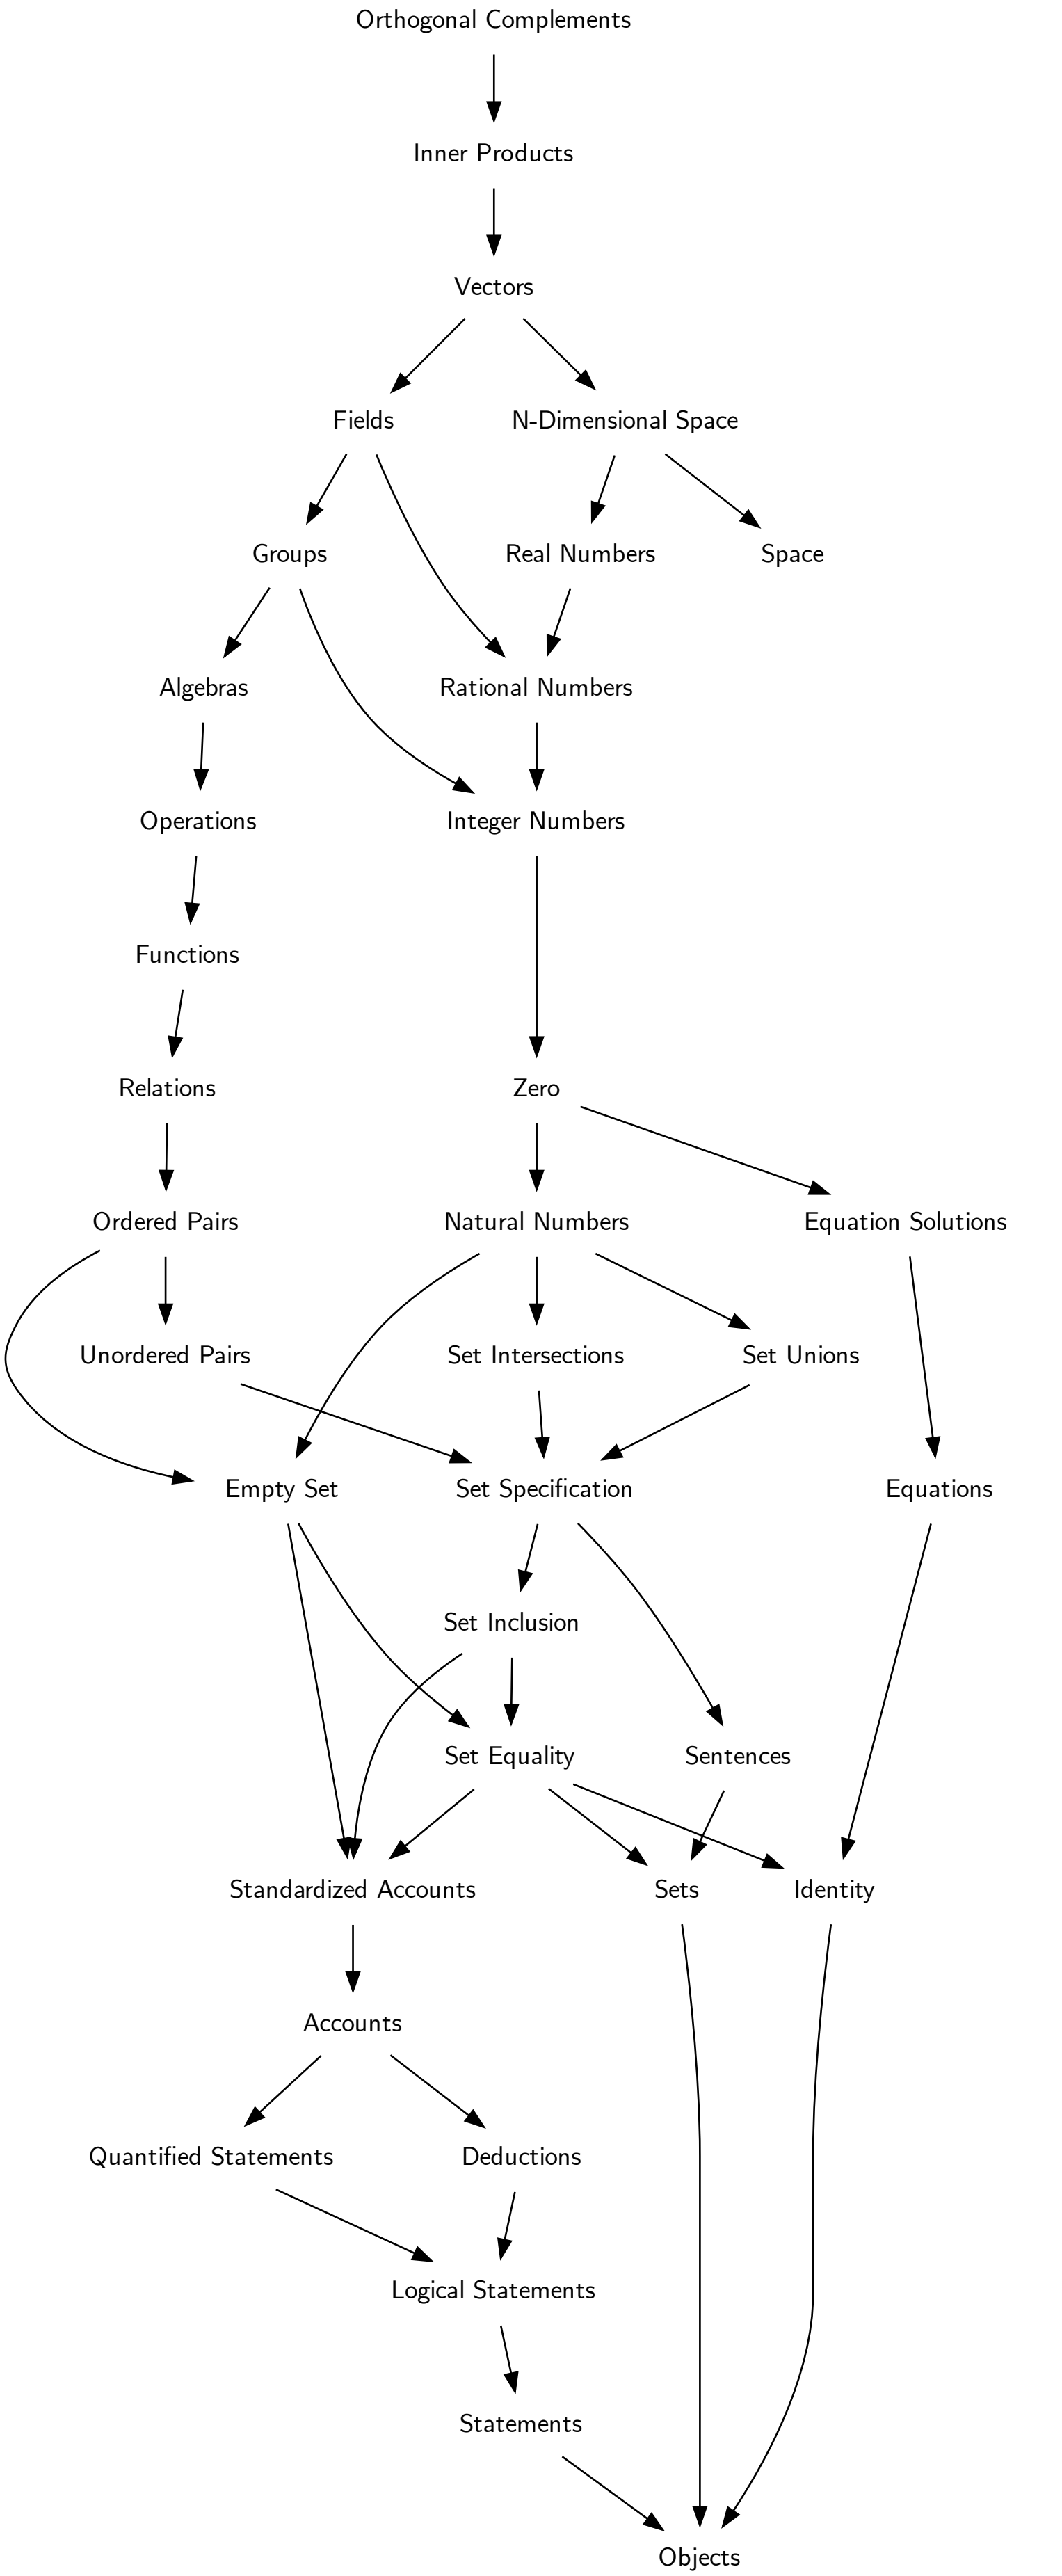 Orthogonal Complements
Inner Products
Vectors
Fields
N-Dimensional Space
Groups
Real Numbers
Space
Algebras
Rational Numbers
Operations
Integer Numbers
Functions
Relations
Zero
Ordered Pairs
Natural Numbers
Equation Solutions
Unordered Pairs
Set Intersections
Set Unions
Empty Set
Set Specification
Equations
Set Inclusion
Set Equality
Sentences
Standardized Accounts
Sets
Identity
Accounts
Quantified Statements
Deductions
Logical Statements
Statements
Objects